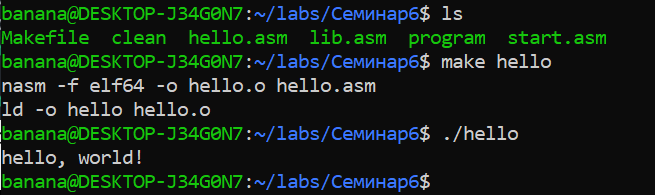 banana@DESKTOP-J34G0N7:~/labs/Семинар6$ ls
Makefile  clean  hello.asm  lib.asm  program  start.asm
banana@DESKTOP-J34G0N7:~/labs/Семинар6$ make hello
nasm -f elf64 -o hello.o hello.asm
ld -o hello hello.o
banana@DESKTOP-J34G0N7:~/labs/Семинар6$ ./hello
hello, world!
banana@DESKTOP-J34G0N7:~/labs/Семинар6$